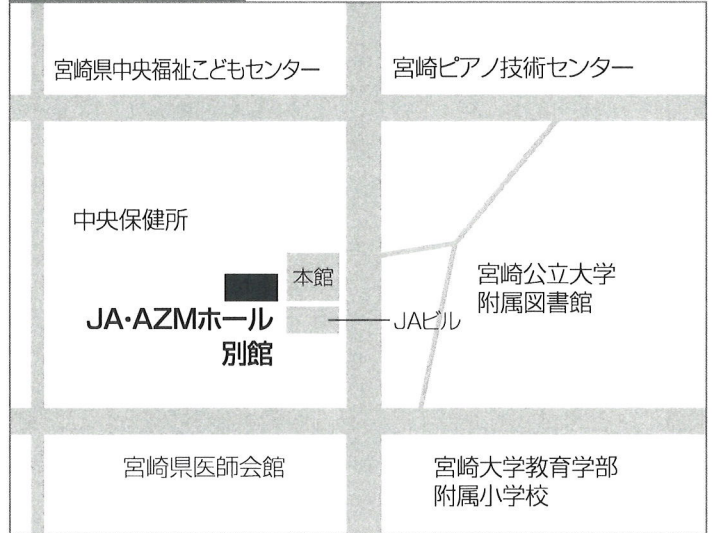 宮崎県中央福祉こどもセンター
宮崎ピアノ技術センター
中央保健所
本館
宮崎公立大学
附属図書館
JA・AZMホール
別館
JAビル
宮崎県医師会館
宮崎大学教育学部
附属小学校